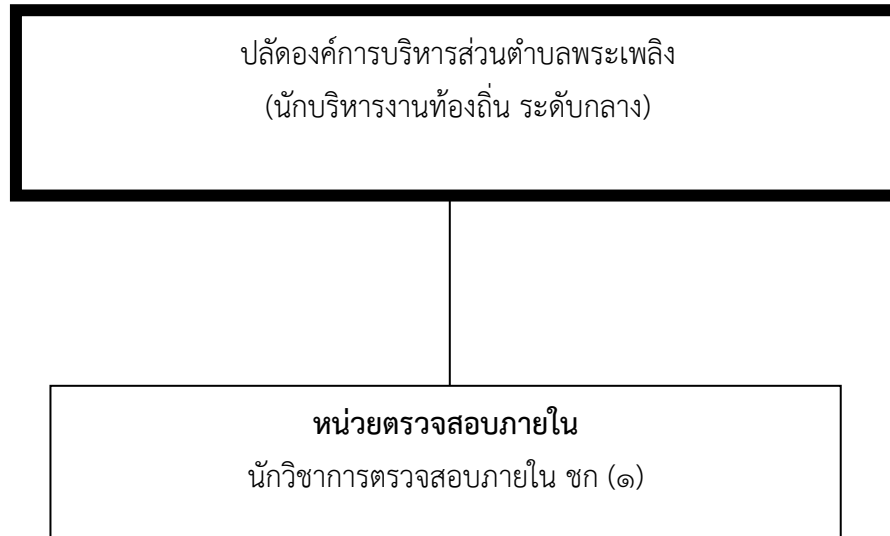 ปลัดองค์การบริหารส่วนตำบลพระเพลิง
(นักบริหารงานท้องถิ่น ระดับกลาง)
หน่วยตรวจสอบภายใน
นักวิชาการตรวจสอบภายใน ชก (๑)